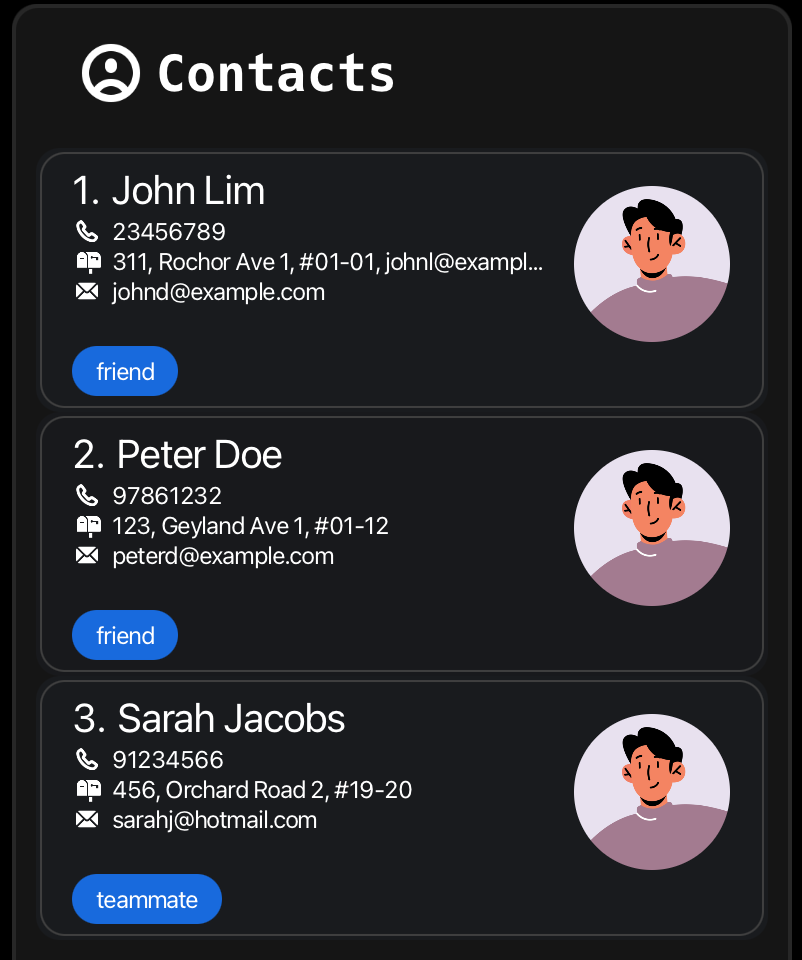 Contacts
1. John Lim
23456789
311, Rochor Ave 1, #01-01, johnl@exampl...
johnd@example.com
friend
2. Peter Doe
97861232
123, Geyland Ave 1, #01-12
peterd@example.com
friend
3. Sarah Jacobs
91234566
456, Orchard Road 2, #19-20
sarahj@hotmail.com
teammate